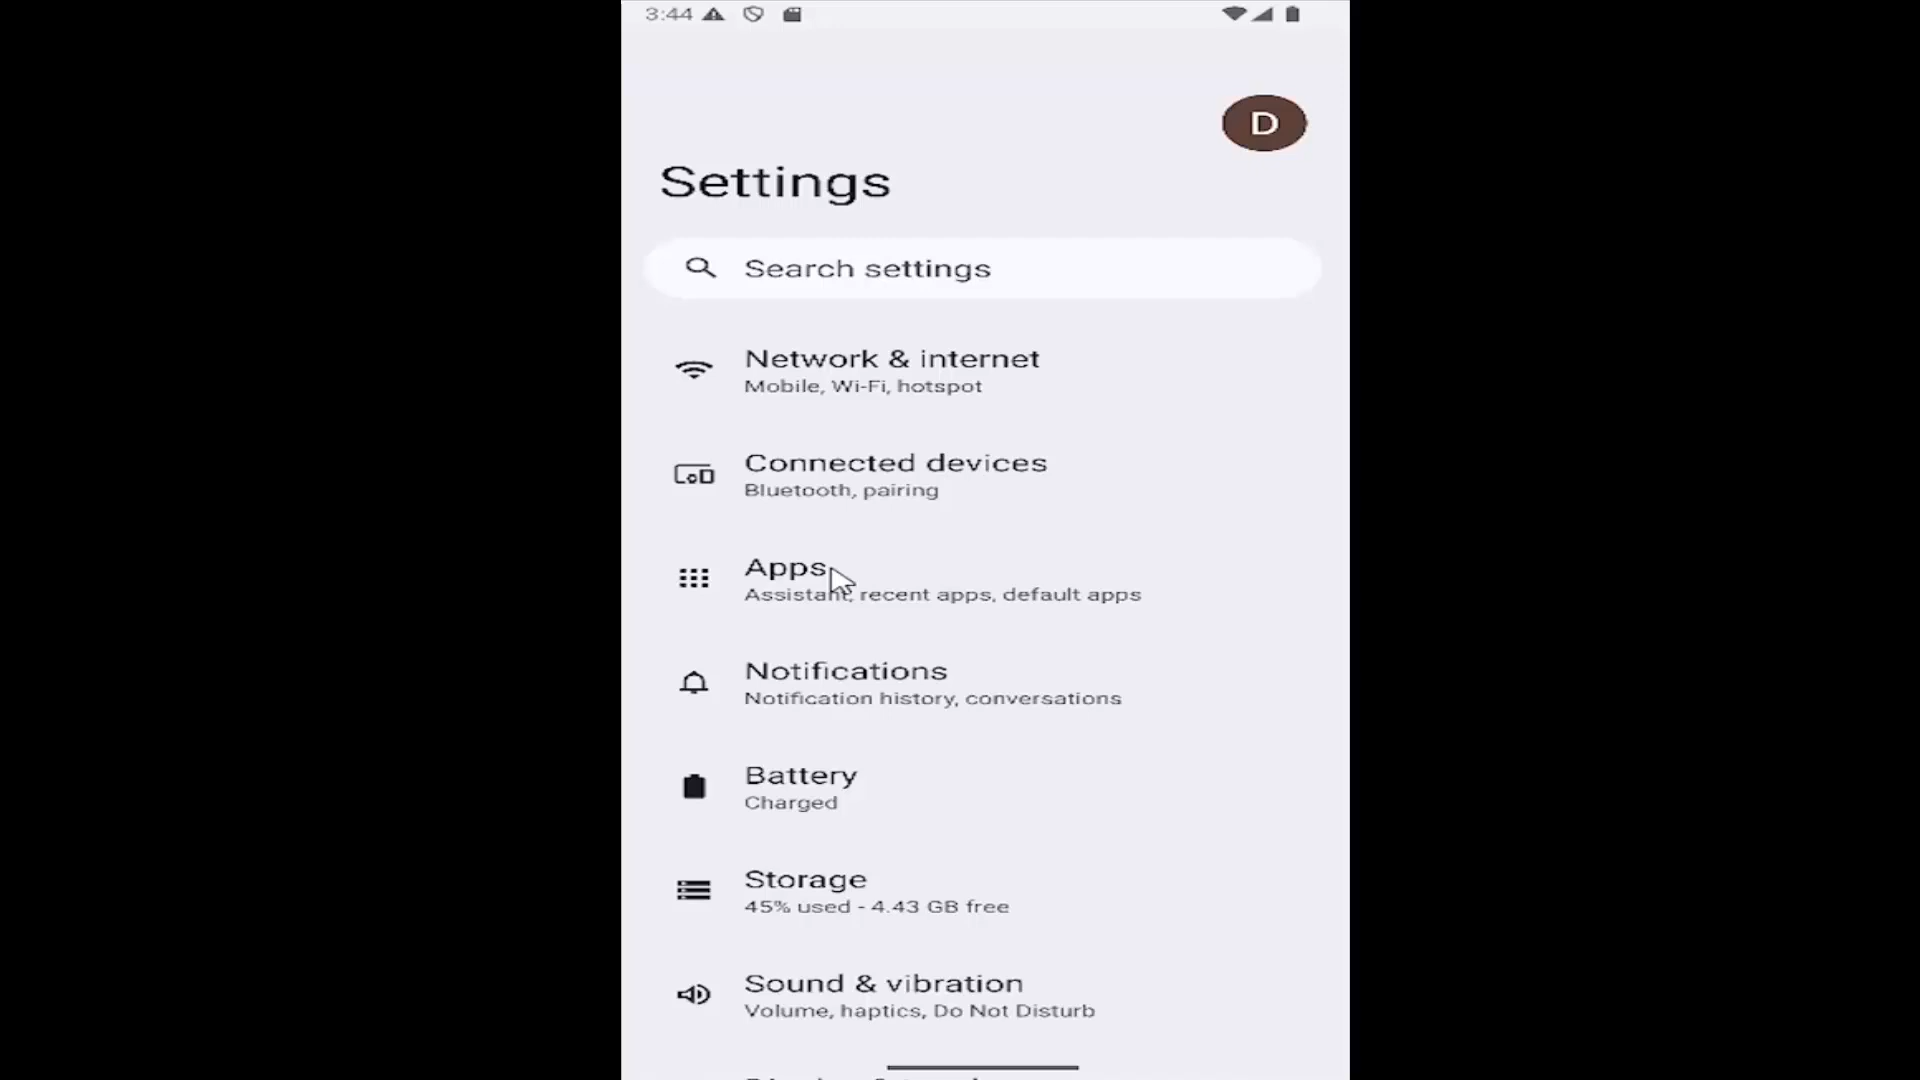 3:44
D
Settings
Search settings
Network & internet
Mobile, Wi-Fi, hotspot
Connected devices
Bluetooth, pairing
Apps
Assistant, recent apps, default apps
Notifications
Notification history, conversations
Battery
Charged
Storage
45% used - 4.43 GB free
Sound & vibration
Volume, haptics, Do Not Disturb